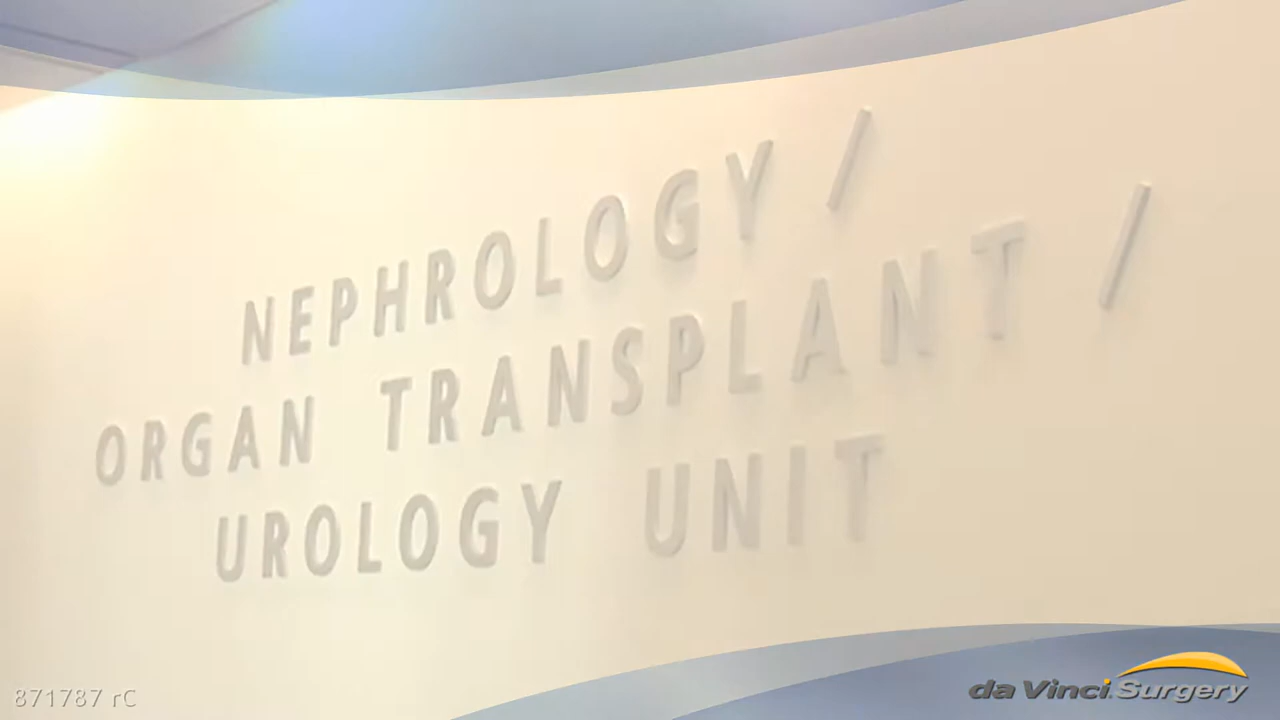 NEPHROLOGY /
ORGAN TRANSPLANT /
UROLOGY UNIT
871787 rC
da Vinci Surgery